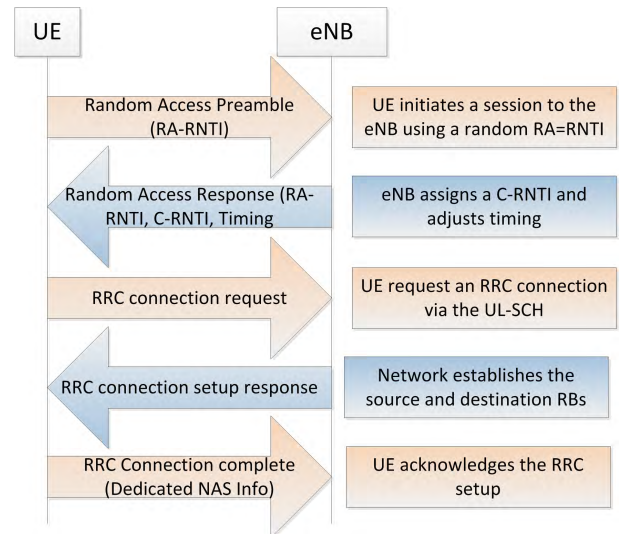 UE
eNB
Random Access Preamble
(RA-RNTI)
UE initiates a session to the
eNB using a random RA=RNTI
Random Access Response (RA-
RNTI, C-RNTI, Timing
eNB assigns a C-RNTI and
adjusts timing
RRC connection request
UE request an RRC connection
via the UL-SCH
RRC connection setup response
Network establishes the
source and destination RBs
RRC Connection complete
(Dedicated NAS Info)
UE acknowledges the RRC
setup